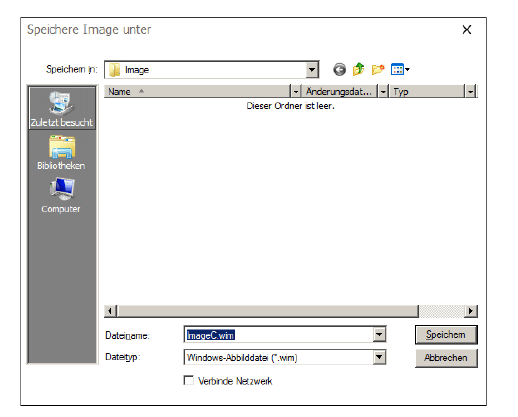 Speichere Image unter
Speichern in:
Image
Name
Änderungsdat...
Typ
Dieser Ordner ist leer.
Zuletzt besucht
Bibliotheken
Computer
Dateiname:
ImageC.wim
Speichern
Dateityp:
Windows-Abbilddatei (*.wim)
Abbrechen
Verbinde Netzwerk